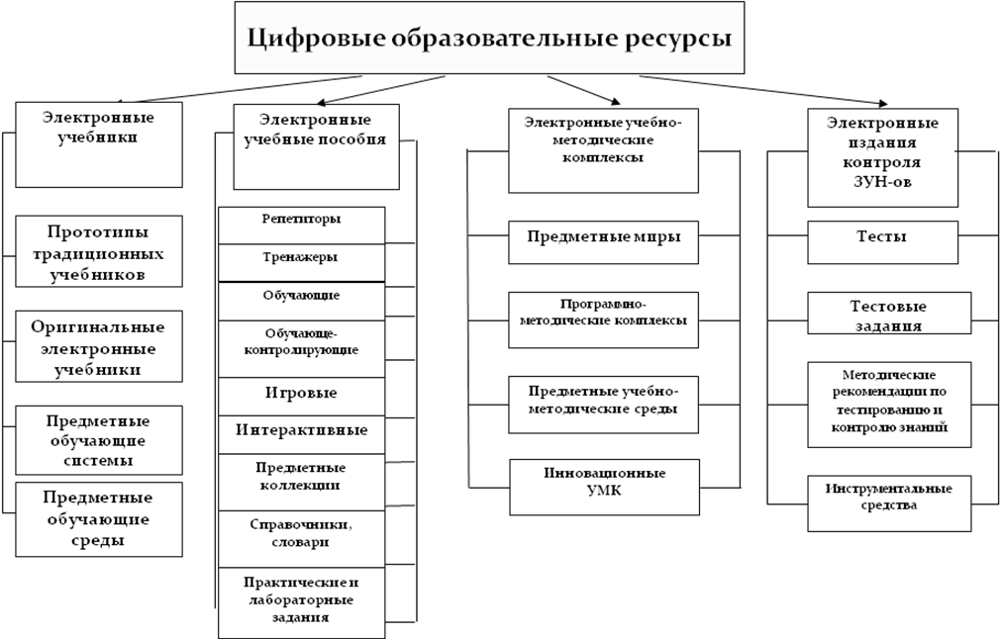 Цифровые образовательные ресурсы
Электронные
учебники
Прототипы
традиционных
учебников
Оригинальные
электронные
учебники
Предметные
обучающие
системы
Предметные
обучающие
среды
Электронные
учебные пособия
Репетиторы
Тренажеры
Обучающие
Обучающе-
контролирующие
Игровые
Интерактивные
Предметные
коллекции
Справочники,
словари
Практические и
лабораторные
задания
Электронные учебно-
методические
комплексы
Предметные миры
Программно-
методические комплексы
Предметные учебно-
методические среды
Инновационные
УМК
Электронные
издания
контроля
ЗУН-ов
Тесты
Тестовые
задания
Методические
рекомендации по
тестированию и
контролю знаний
Инструментальные
средства